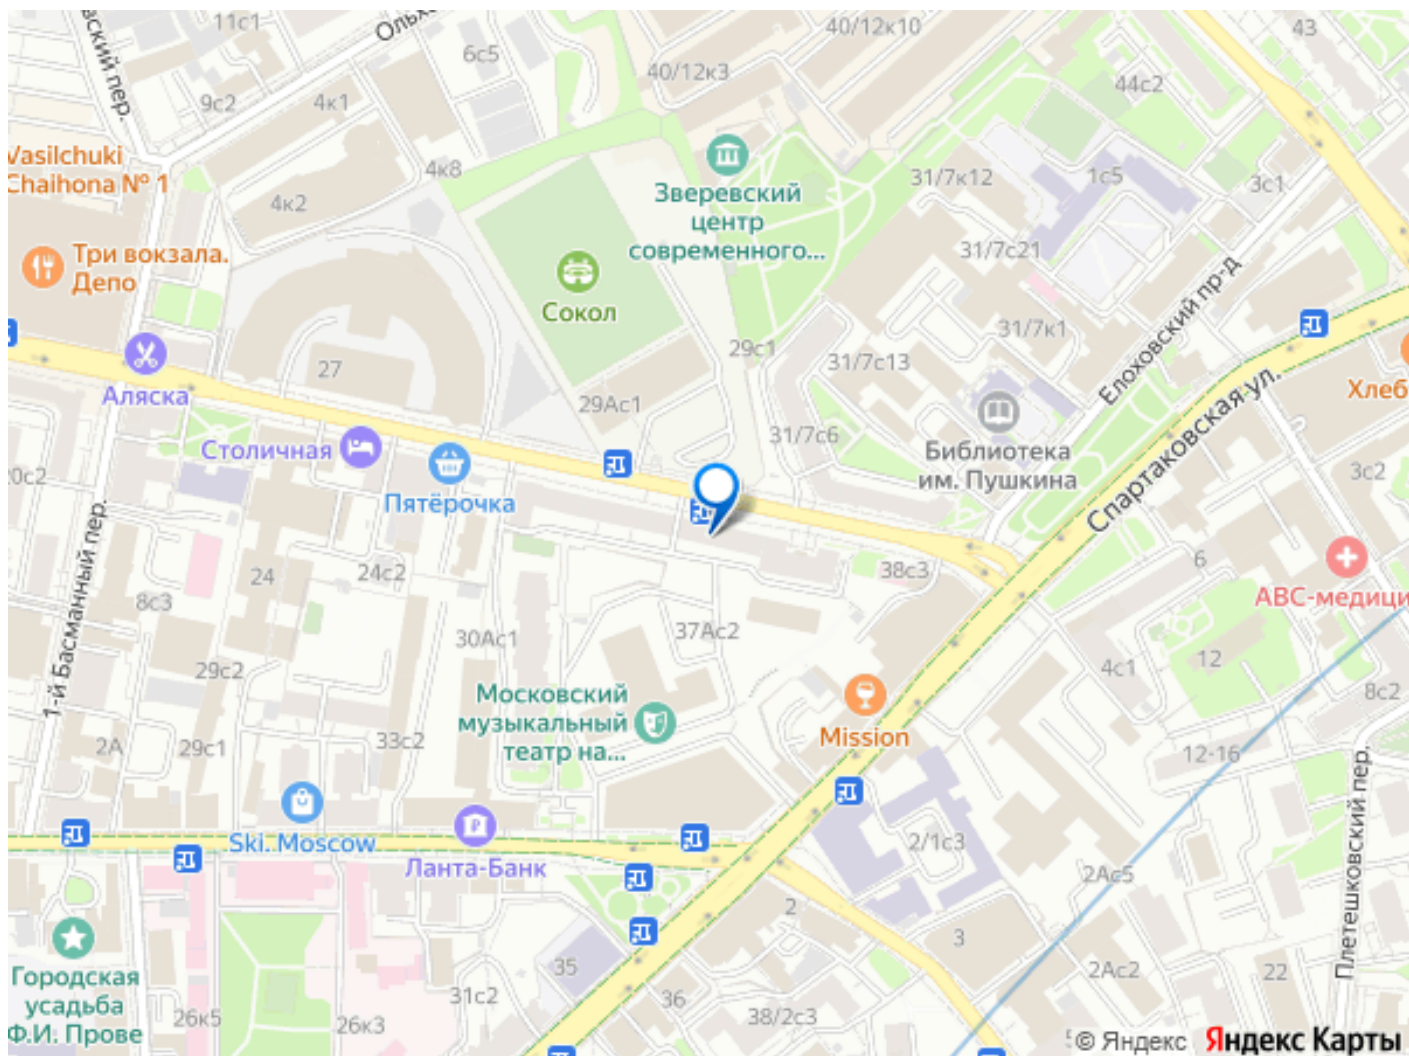 11с1
Ольх
6с5
40/12к10
43
вский пер.
9с2
4к1
40/12к3
44с2
Vasilchuki
Chaihona № 1
4к8
4к2
Зверевский
центр
современного...
31/7к12
1с5
3с1
Три вокзала.
Депо
31/7с21
Сокол
Елоховский пр-д
31/7к1
29с1
31/7с13
27
Аляска
29Ас1
Хлеб
Спартаковская ул.
Столичная
31/7с6
Библиотека
им. Пушкина
20с2
3с2
Пятёрочка
1-й Басманный пер.
24
24с2
38с3
6
АВС-медици
8с3
30Ас1
37Ас2
29с2
4с1
12
8с2
Московский
музыкальный
театр на...
2А
29с1
33с2
Mission
12-16
Плетешковский пер.
Ski. Moscow
Ланта-Банк
2/1с3
2Ас5
2
3
Городская
усадьба
Ф.И. Прове
35
2Ас2
22
26к5
26к3
31с2
36
38/2с3
© Яндекс Яндекс Карты